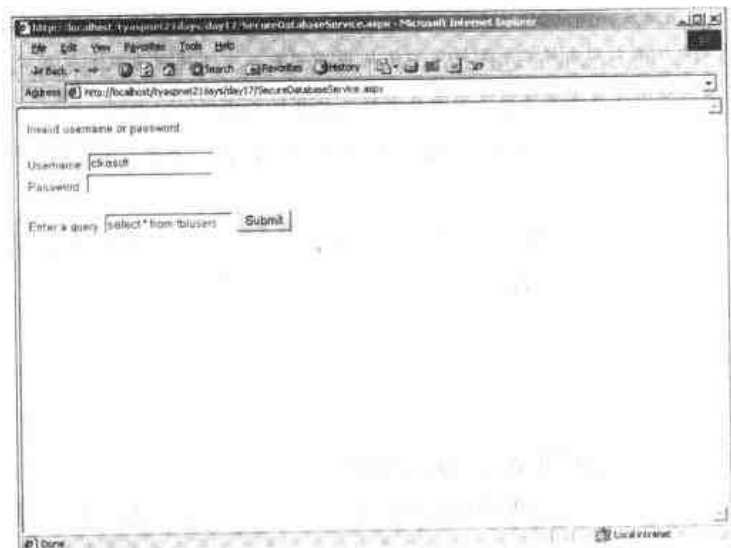 http://localhost/tyaspnet21days/day17/SecureDatabaseService.aspx - Microsoft Internet Explorer
File Edit View Favorites Tools Help
Back Search Favorites History
Address http://localhost/tyaspnet21days/day17/SecureDatabaseService.aspx
Invalid username or password
Username clkasdf
Password
Enter a query select * from tblusers Submit
Done Local intranet